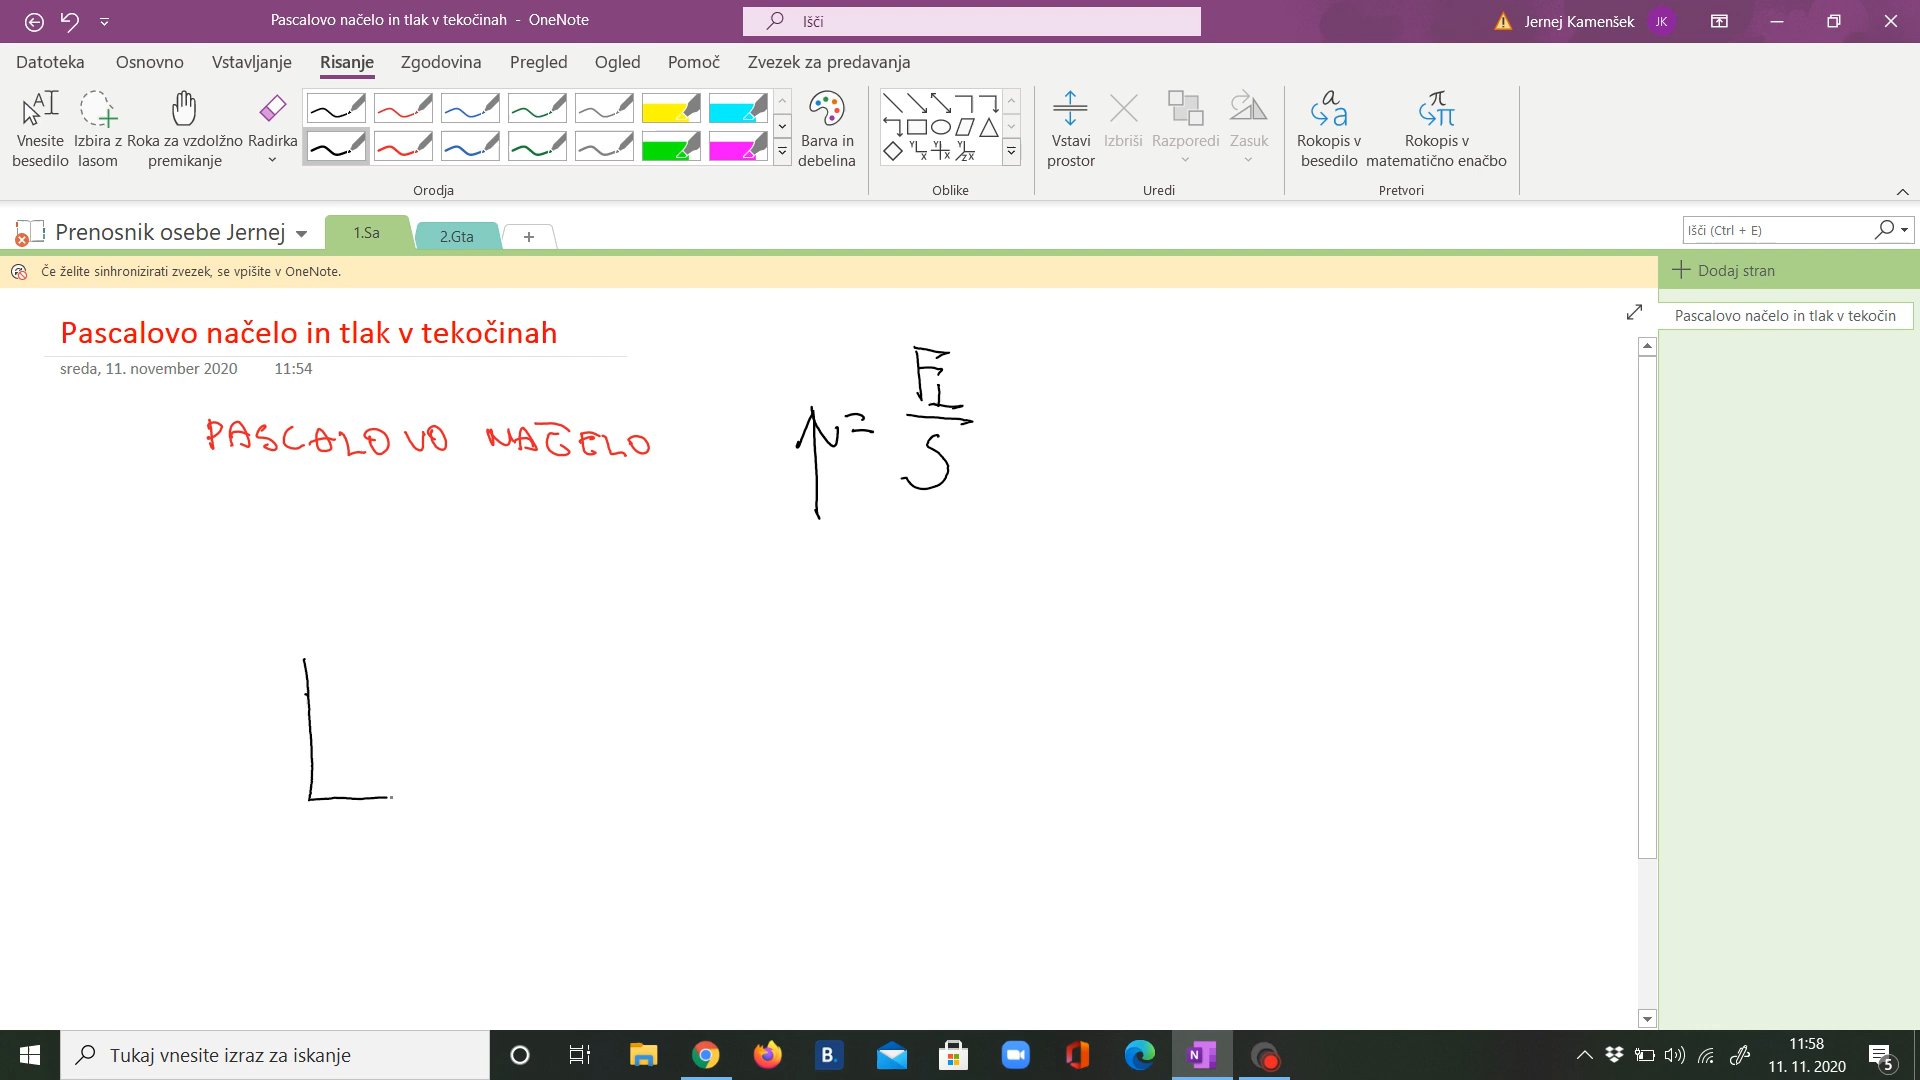 Pascalovo načelo in tlak v tekočinah - OneNote
Išči
Jernej Kamenšek
JK
Datoteka Osnovno Vstavljanje Risanje Zgodovina Pregled Ogled Pomoč Zvezek za predavanja
Vnesite besedilo
Izbira z lasom
Roka za vzdolžno premikanje
Radirka
Barva in debelina
Vstavi prostor
Izbriši
Razporedi
Zasuk
Rokopis v besedilo
Rokopis v matematično enačbo
Orodja
Oblike
Uredi
Pretvori
Prenosnik osebe Jernej
1.Sa
2.Gta
Išči (Ctrl + E)
Če želite sinhronizirati zvezek, se vpišite v OneNote.
Dodaj stran
Pascalovo načelo in tlak v tekočin
Pascalovo načelo in tlak v tekočinah
sreda, 11. november 2020 11:54
PASCALOVO NAČELO
p = F⊥ / S
Tukaj vnesite izraz za iskanje
11:58
11. 11. 2020
5